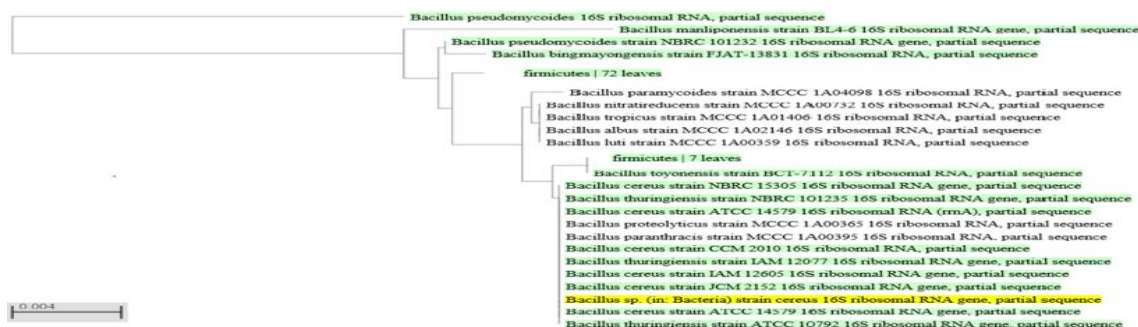 Bacillus pseudomycoides 16S ribosomal RNA, partial sequence
Bacillus manliponensis strain BL4-6 16S ribosomal RNA gene, partial sequence
Bacillus pseudomycoides strain NBRC 101232 16S ribosomal RNA gene, partial sequence
Bacillus bingmayongensis strain FJAT-13831 16S ribosomal RNA, partial sequence
firmicutes | 72 leaves
Bacillus paramycoides strain MCCC 1A04098 16S ribosomal RNA, partial sequence
Bacillus nitratireducens strain MCCC 1A00732 16S ribosomal RNA, partial sequence
Bacillus tropicus strain MCCC 1A01406 16S ribosomal RNA, partial sequence
Bacillus albus strain MCCC 1A02146 16S ribosomal RNA, partial sequence
Bacillus luti strain MCCC 1A00359 16S ribosomal RNA, partial sequence
firmicutes | 7 leaves
Bacillus toyonensis strain BCT-7112 16S ribosomal RNA, partial sequence
Bacillus cereus strain NBRC 15305 16S ribosomal RNA gene, partial sequence
Bacillus thuringiensis strain NBRC 101235 16S ribosomal RNA gene, partial sequence
Bacillus cereus strain ATCC 14579 16S ribosomal RNA (rrnA), partial sequence
Bacillus proteolyticus strain MCCC 1A00365 16S ribosomal RNA, partial sequence
Bacillus paranthracis strain MCCC 1A00395 16S ribosomal RNA, partial sequence
Bacillus cereus strain CCM 2010 16S ribosomal RNA, partial sequence
Bacillus thuringiensis strain IAM 12077 16S ribosomal RNA gene, partial sequence
Bacillus cereus strain IAM 12605 16S ribosomal RNA gene, partial sequence
Bacillus cereus strain JCM 2152 16S ribosomal RNA gene, partial sequence
Bacillus sp. (in: Bacteria) strain cereus 16S ribosomal RNA gene, partial sequence
Bacillus cereus strain ATCC 14579 16S ribosomal RNA gene, partial sequence
Bacillus thuringiensis strain ATCC 10792 16S ribosomal RNA gene, partial sequence
0.004